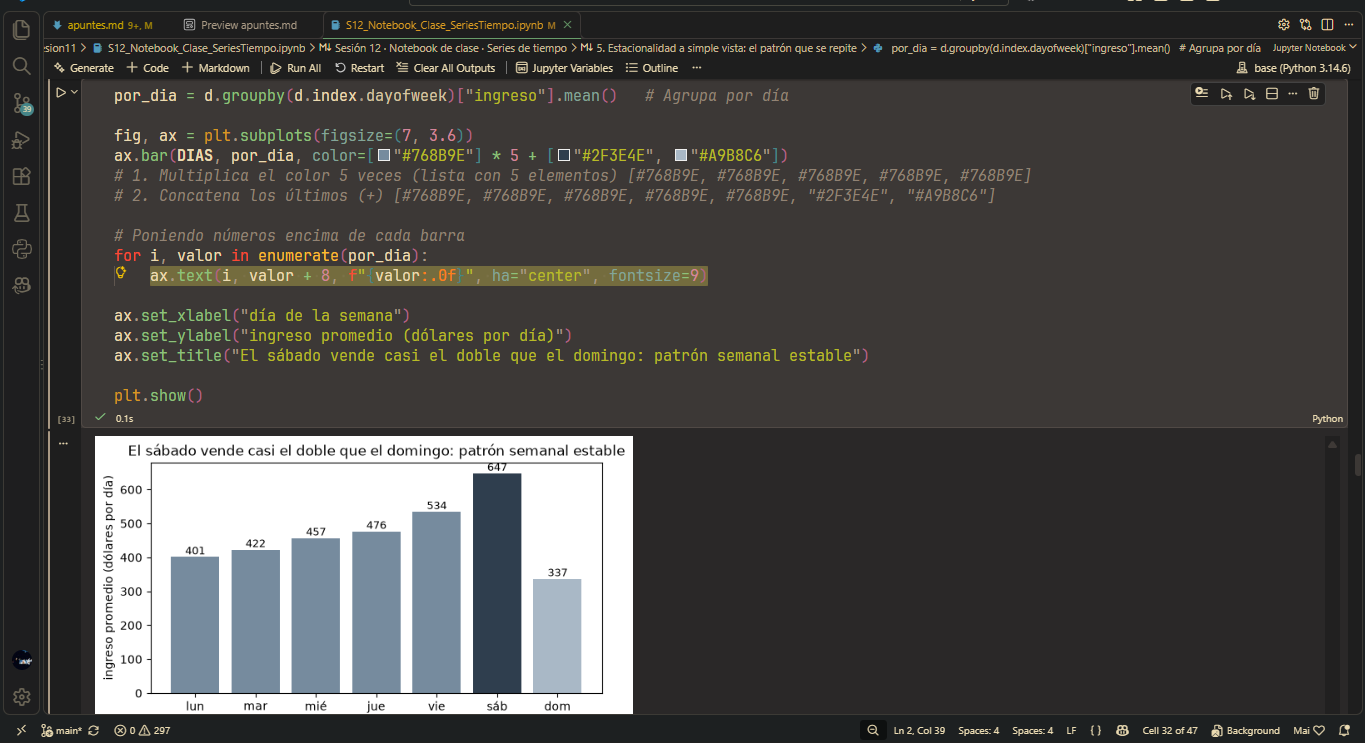 apuntes.md 9+, M
Preview apuntes.md
S12_Notebook_Clase_SeriesTiempo.ipynb M
esion11 > S12_Notebook_Clase_SeriesTiempo.ipynb > M↓ Sesión 12 · Notebook de clase · Series de tiempo > M↓ 5. Estacionalidad a simple vista: el patrón que se repite > por_dia = d.groupby(d.index.dayofweek)["ingreso"].mean() # Agrupa por día
Jupyter Notebook
Generate + Code + Markdown Run All Restart Clear All Outputs Jupyter Variables Outline ...
base (Python 3.14.6)
por_dia = d.groupby(d.index.dayofweek)["ingreso"].mean()   # Agrupa por día
fig, ax = plt.subplots(figsize=(7, 3.6))
ax.bar(DIAS, por_dia, color=["#768B9E"] * 5 + ["#2F3E4E", "#A9B8C6"])
# 1. Multiplica el color 5 veces (lista con 5 elementos) [#768B9E, #768B9E, #768B9E, #768B9E, #768B9E]
# 2. Concatena los últimos (+) [#768B9E, #768B9E, #768B9E, #768B9E, #768B9E, "#2F3E4E", "#A9B8C6"]
# Poniendo números encima de cada barra
for i, valor in enumerate(por_dia):
ax.text(i, valor + 8, f"{valor:.0f}", ha="center", fontsize=9)
ax.set_xlabel("día de la semana")
ax.set_ylabel("ingreso promedio (dólares por día)")
ax.set_title("El sábado vende casi el doble que el domingo: patrón semanal estable")
plt.show()
[33]
0.1s
Python
El sábado vende casi el doble que el domingo: patrón semanal estable
ingreso promedio (dólares por día)
600
500
400
300
200
100
0
401
422
457
476
534
647
337
lun mar mié jue vie sáb dom
39
main* 0 297
Ln 2, Col 39 Spaces: 4 Spaces: 4 LF { } Cell 32 of 47 Background Mai